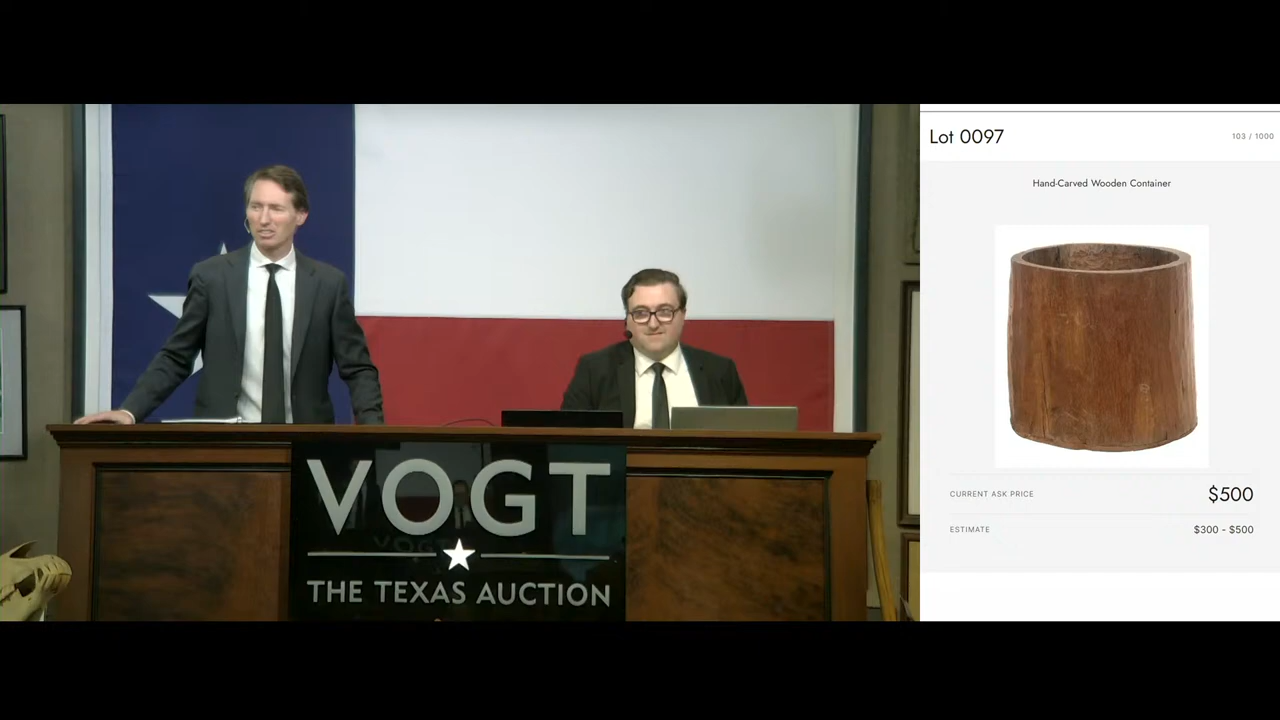 VOGT
THE TEXAS AUCTION
Lot 0097
103 / 1000
Hand-Carved Wooden Container
CURRENT ASK PRICE
$500
ESTIMATE
$300 - $500